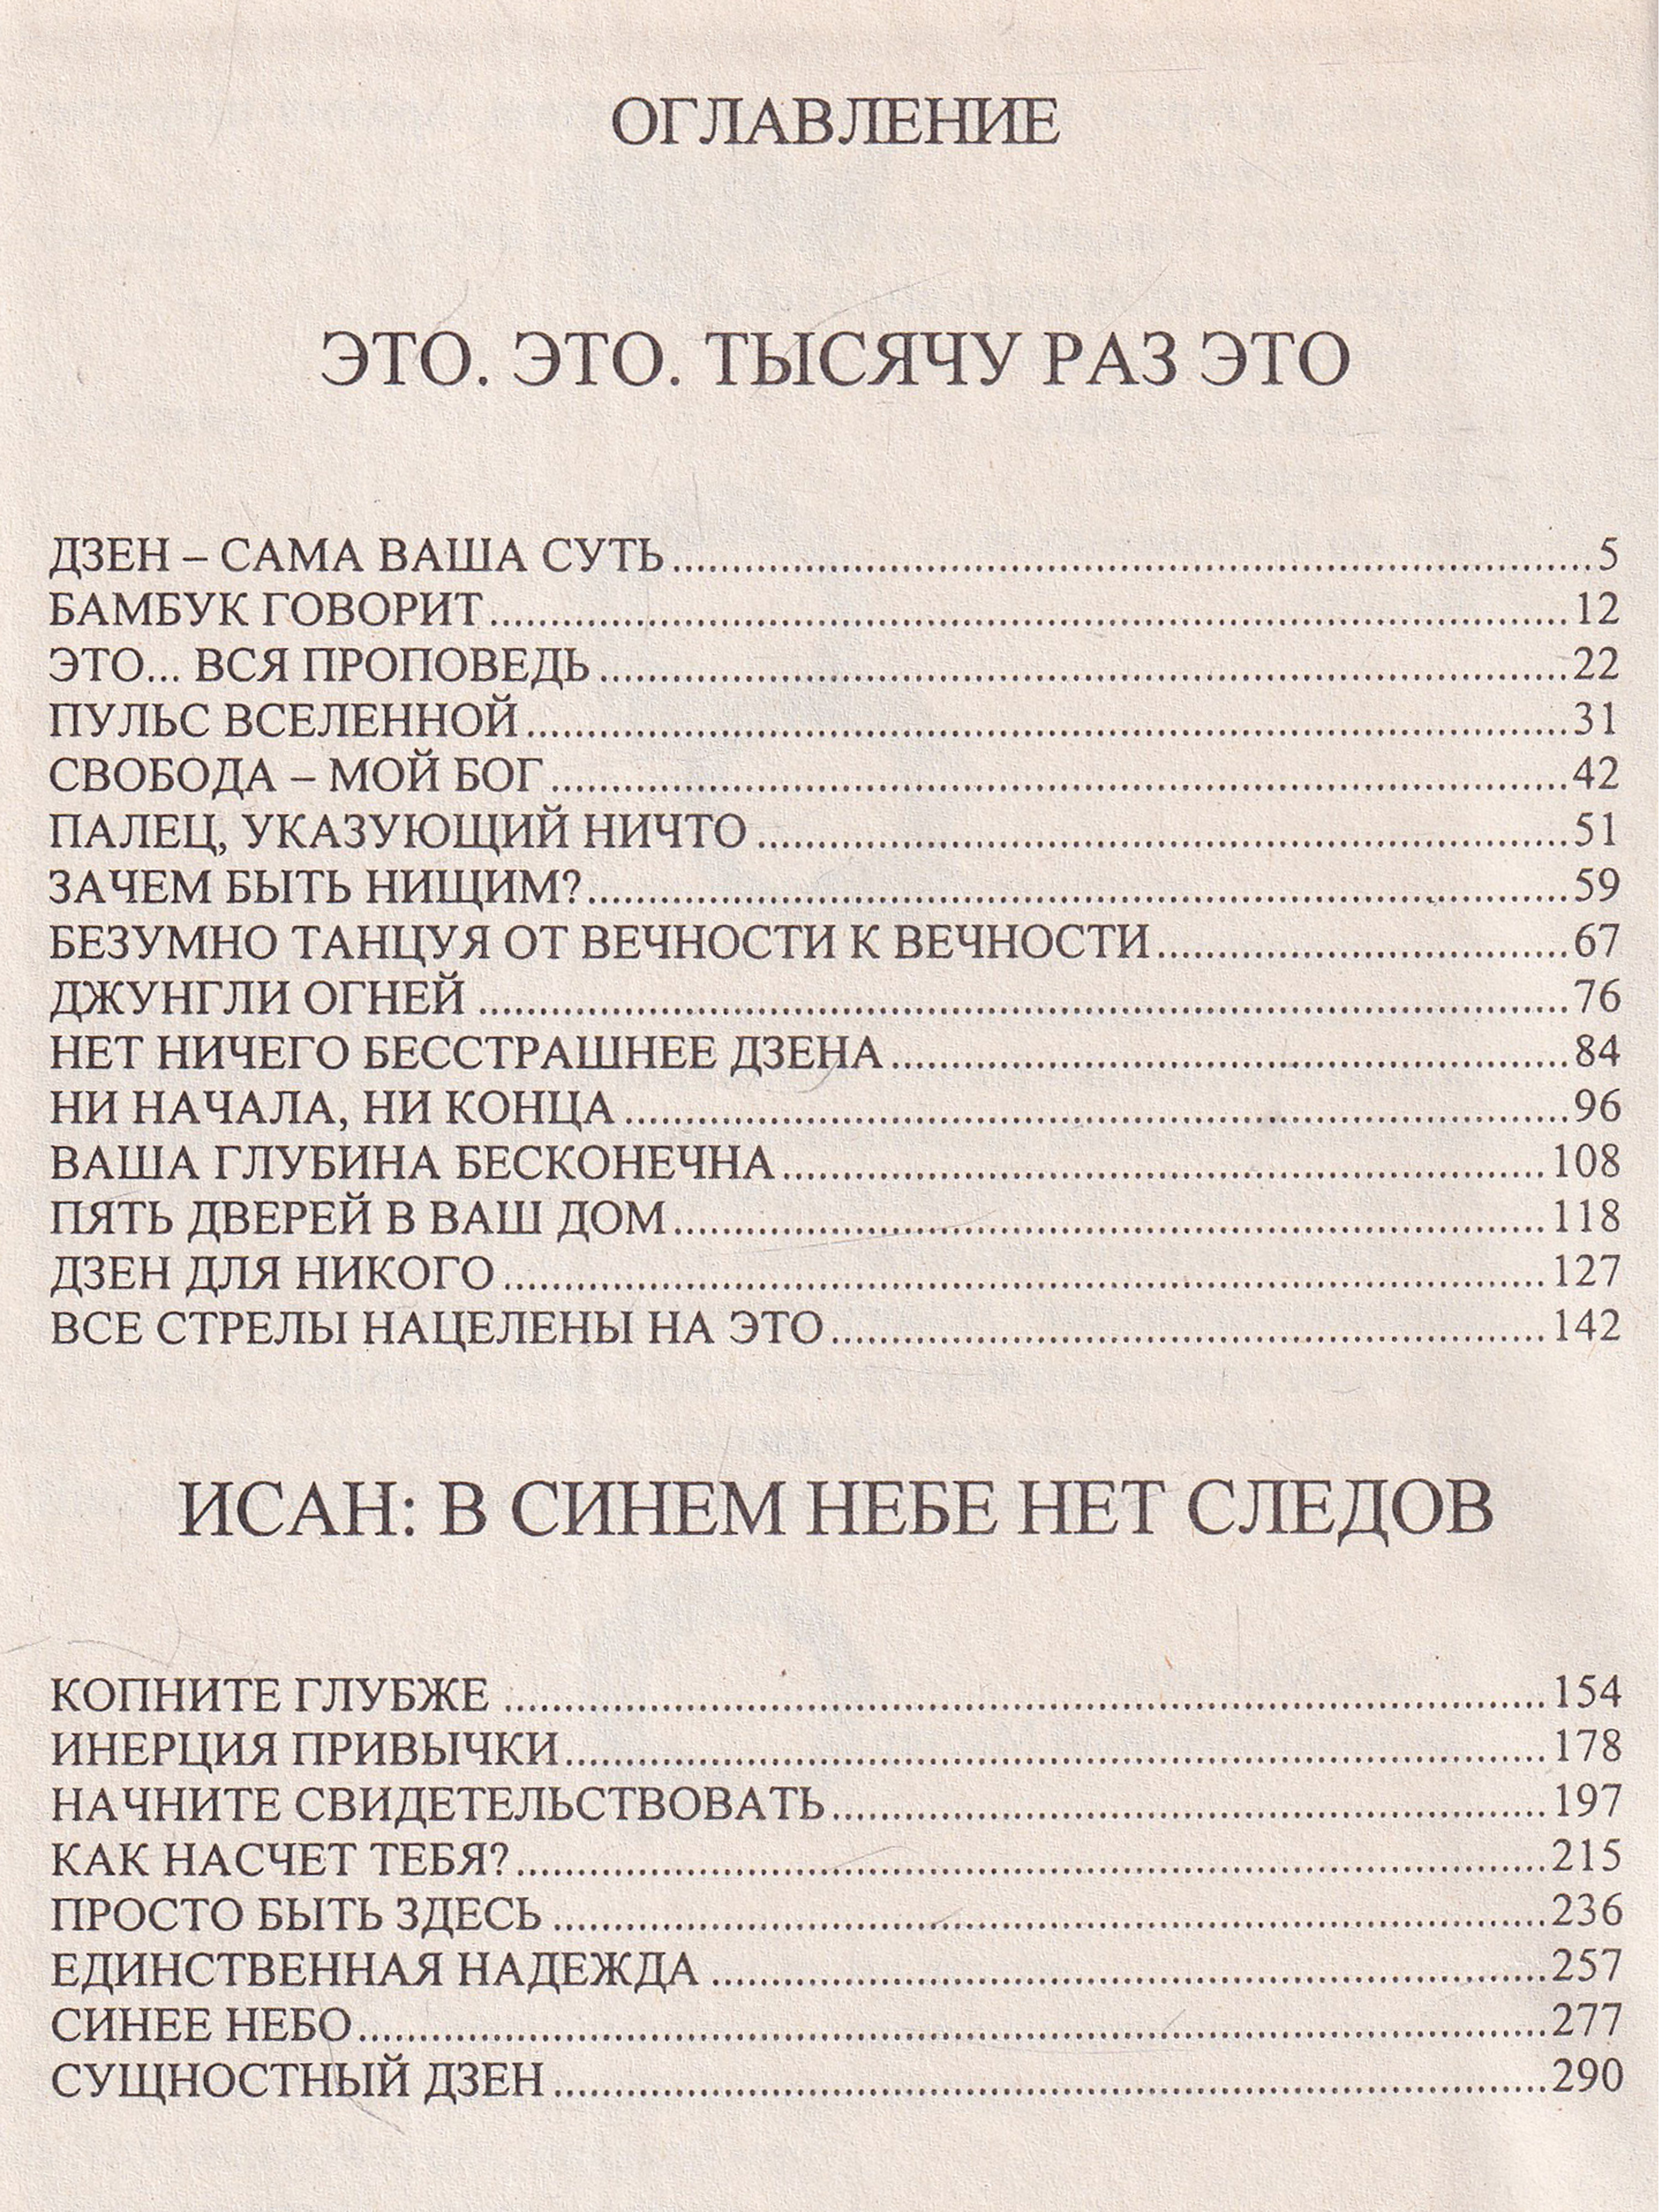 ОГЛАВЛЕНИЕ
ЭТО. ЭТО. ТЫСЯЧУ РАЗ ЭТО
ДЗЕН – САМА ВАША СУТЬ 5
БАМБУК ГОВОРИТ 12
ЭТО... ВСЯ ПРОПОВЕДЬ 22
ПУЛЬС ВСЕЛЕННОЙ 31
СВОБОДА – МОЙ БОГ 42
ПАЛЕЦ, УКАЗУЮЩИЙ НИЧТО 51
ЗАЧЕМ БЫТЬ НИЩИМ? 59
БЕЗУМНО ТАНЦУЯ ОТ ВЕЧНОСТИ К ВЕЧНОСТИ 67
ДЖУНГЛИ ОГНЕЙ 76
НЕТ НИЧЕГО БЕССТРАШНЕЕ ДЗЕНА 84
НИ НАЧАЛА, НИ КОНЦА 96
ВАША ГЛУБИНА БЕСКОНЕЧНА 108
ПЯТЬ ДВЕРЕЙ В ВАШ ДОМ 118
ДЗЕН ДЛЯ НИКОГО 127
ВСЕ СТРЕЛЫ НАЦЕЛЕНЫ НА ЭТО 142
ИСАН: В СИНЕМ НЕБЕ НЕТ СЛЕДОВ
КОПНИТЕ ГЛУБЖЕ 154
ИНЕРЦИЯ ПРИВЫЧКИ 178
НАЧНИТЕ СВИДЕТЕЛЬСТВОВАТЬ 197
КАК НАСЧЕТ ТЕБЯ? 215
ПРОСТО БЫТЬ ЗДЕСЬ 236
ЕДИНСТВЕННАЯ НАДЕЖДА 257
СИНЕЕ НЕБО 277
СУЩНОСТНЫЙ ДЗЕН 290